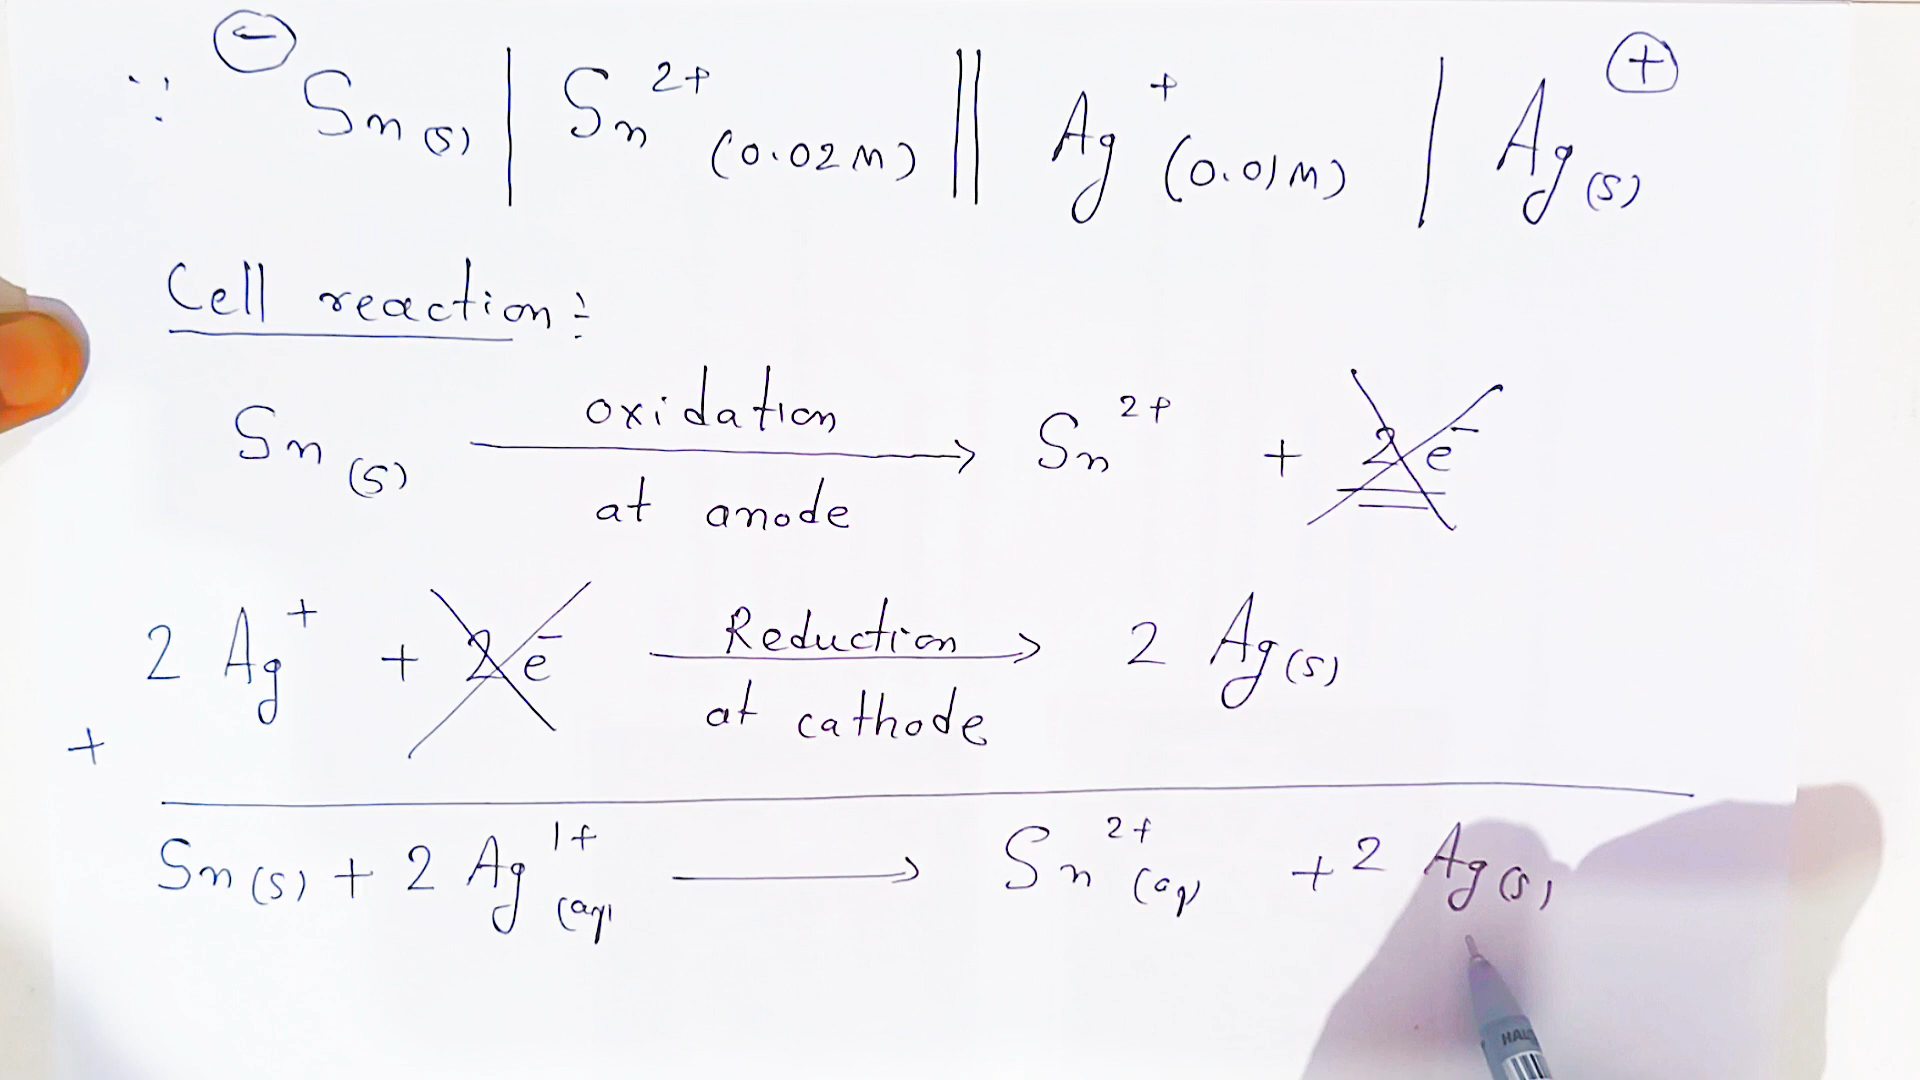 ∵ ⊖ Sn(s) | Sn²⁺ (0.02M) || Ag⁺ (0.01M) | Ag(s) ⊕
Cell reaction :-
oxidation
Sn(s) ⟶ Sn²⁺ + 2e⁻
at anode
Reduction
2 Ag⁺ + 2e⁻ ⟶ 2 Ag(s)
at cathode
+
Sn(s) + 2 Ag¹⁺(aq) ⟶ Sn²⁺(aq) + 2 Ag(s)